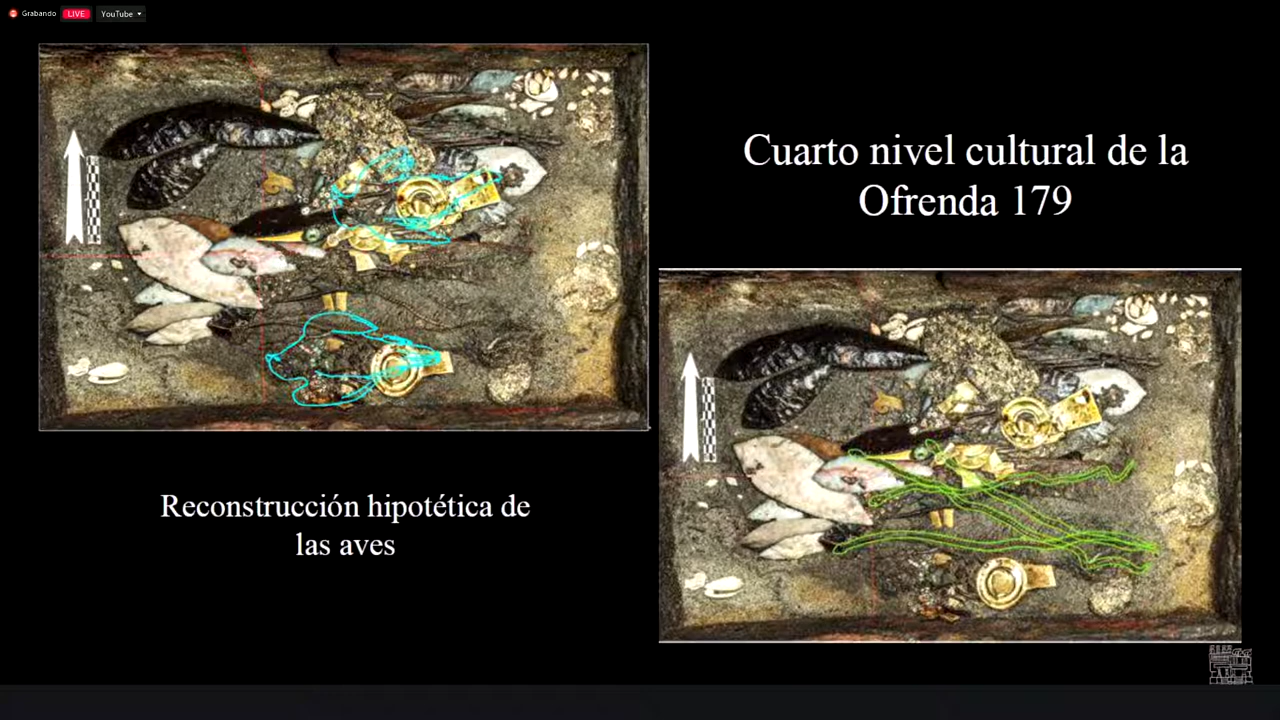 Grabando
LIVE
YouTube
Cuarto nivel cultural de la
Ofrenda 179
Reconstrucción hipotética de
las aves